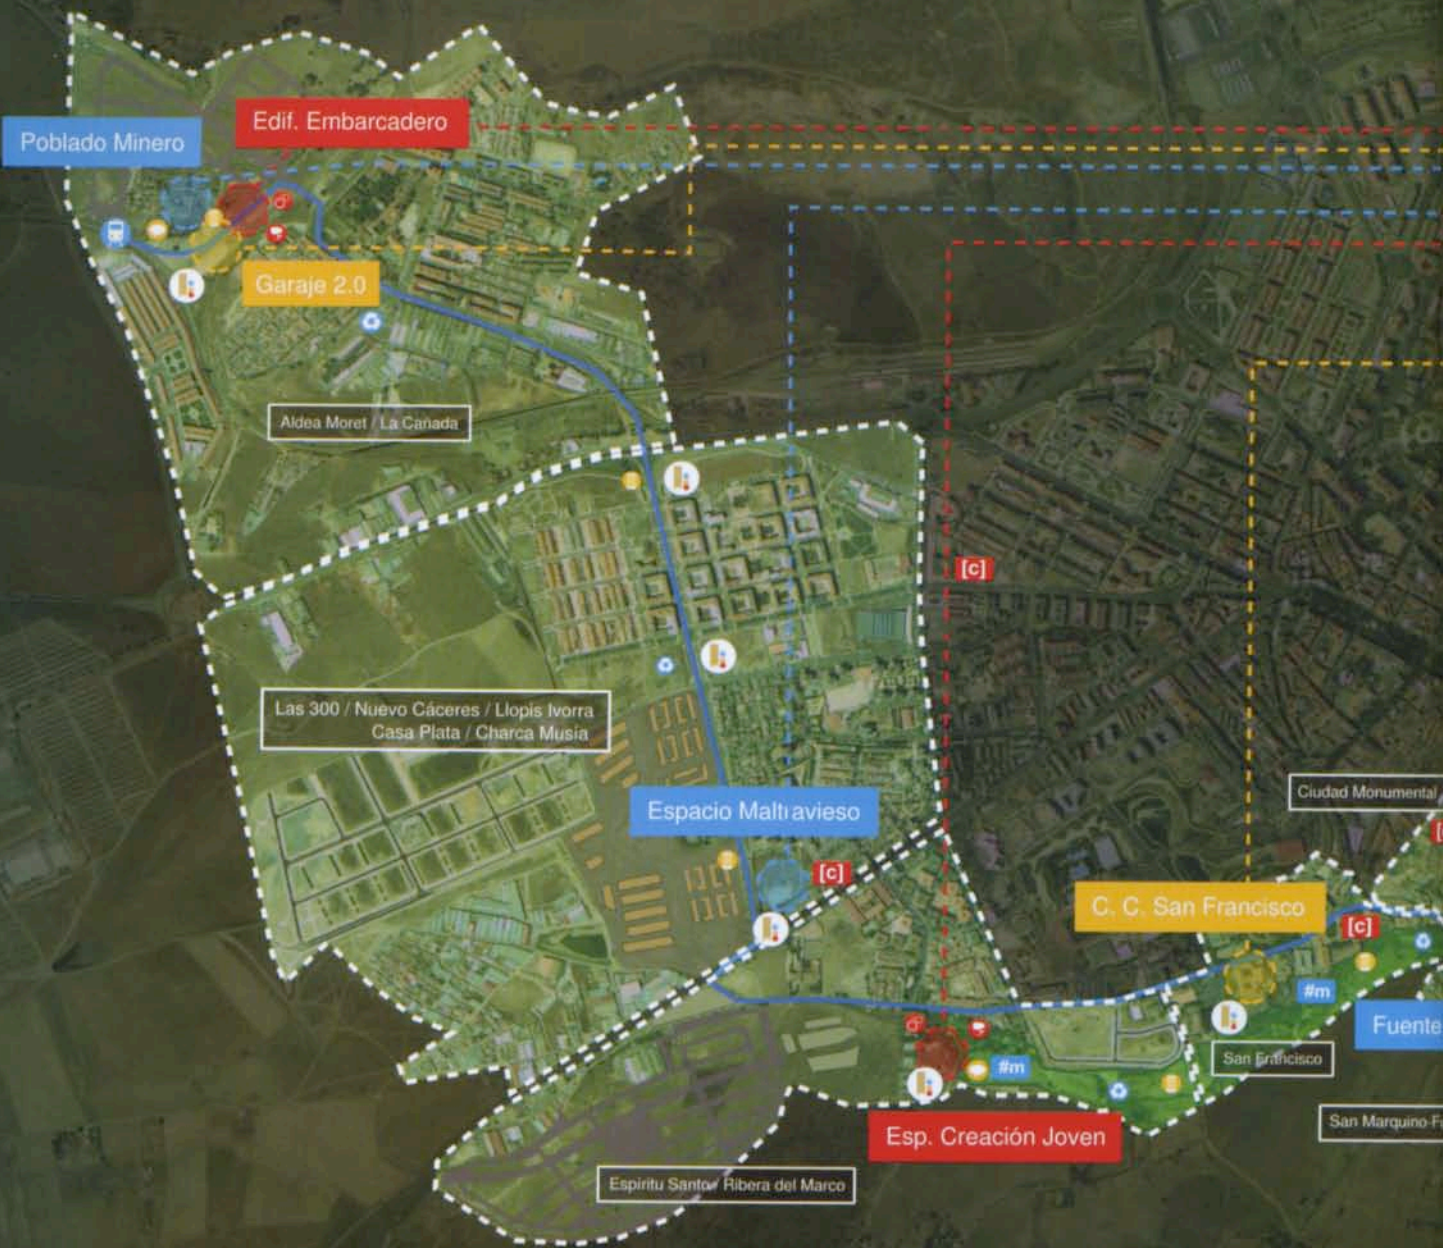 Edif. Embarcadero
Poblado Minero
Garaje 2.0
Aldea Moret / La Cañada
[c]
Las 300 / Nuevo Cáceres / Llopis Ivorra
Casa Plata / Charca Musia
Ciudad Monumental
Espacio Maltravieso
[c]
C. C. San Francisco
[c]
#m
Fuente
San Francisco
#m
San Marquino-F
Esp. Creación Joven
Espíritu Santo / Ribera del Marco